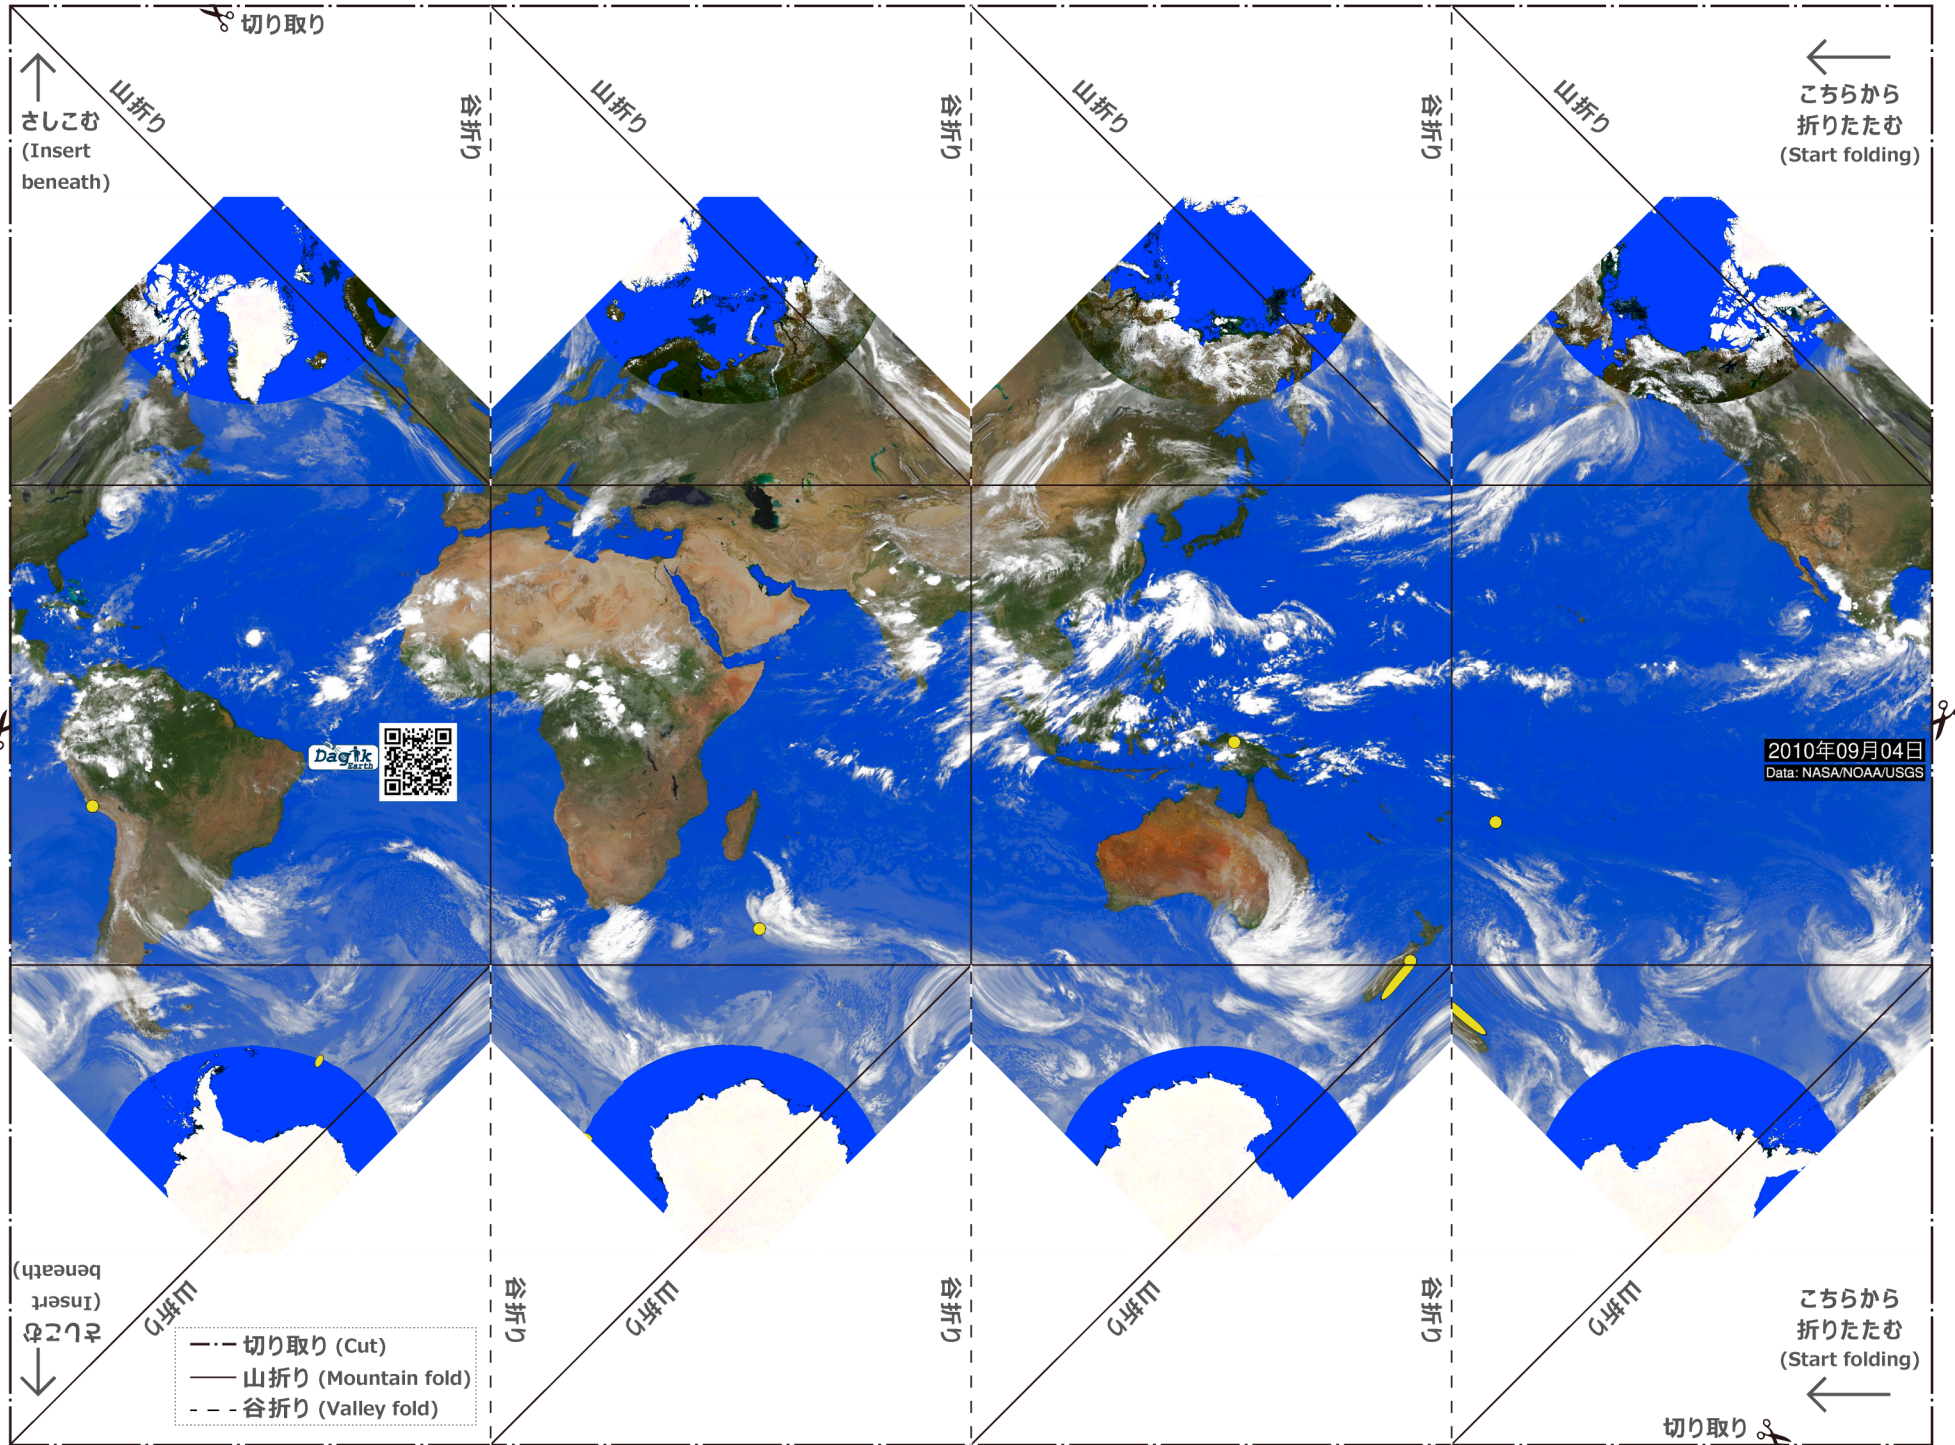 切り取り
さしこむ
(Insert
beneath)
山折り
谷折り
山折り
谷折り
山折り
谷折り
山折り
こちらから
折りたたむ
(Start folding)
Dagik
Earth
2010年09月04日
Data: NASA/NOAA/USGS
さしこむ
(Insert
beneath)
山折り
谷折り
山折り
谷折り
山折り
谷折り
山折り
こちらから
折りたたむ
(Start folding)
切り取り (Cut)
山折り (Mountain fold)
谷折り (Valley fold)
切り取り